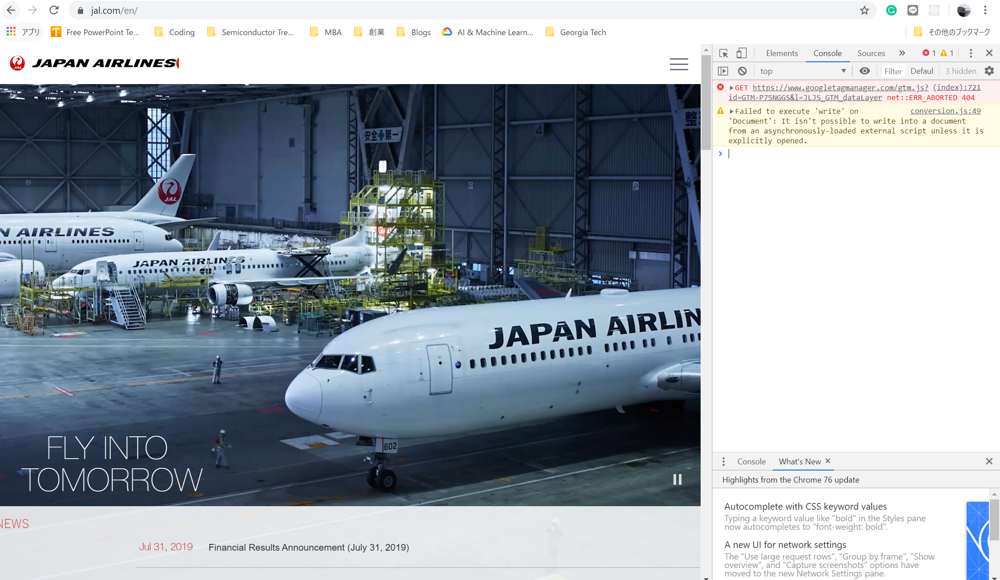 jal.com/en/
アプリ
Free PowerPoint Te...
Coding
Semiconductor Tre...
MBA
創業
Blogs
AI & Machine Learn...
Georgia Tech
その他のブックマーク
JAL
JAPAN AIRLINES
安全+第一
整
3
4
JAL
N AIRLINES
JAPAN AIRLINES
unicef
JAPAN AIRLIN
602
FLY INTO
TOMORROW
NEWS
Jul 31, 2019
Financial Results Announcement (July 31, 2019)
Elements
Console
Sources
1
1
top
Filter
Defaul
3 hidden
GET https://www.googletagmanager.com/gtm.js? (index):721
id=GTM-P75NGGS&l=JLJS_GTM_dataLayer net::ERR_ABORTED 404
Failed to execute 'write' on conversion.js:49
'Document': It isn't possible to write into a document
from an asynchronously-loaded external script unless it is
explicitly opened.
Console
What's New
Highlights from the Chrome 76 update
Autocomplete with CSS keyword values
Typing a keyword value like "bold" in the Styles pane
now autocompletes to "font-weight: bold".
A new UI for network settings
The "Use large request rows", "Group by frame", "Show
overview", and "Capture screenshots" options have
moved to the new Network Settings pane.